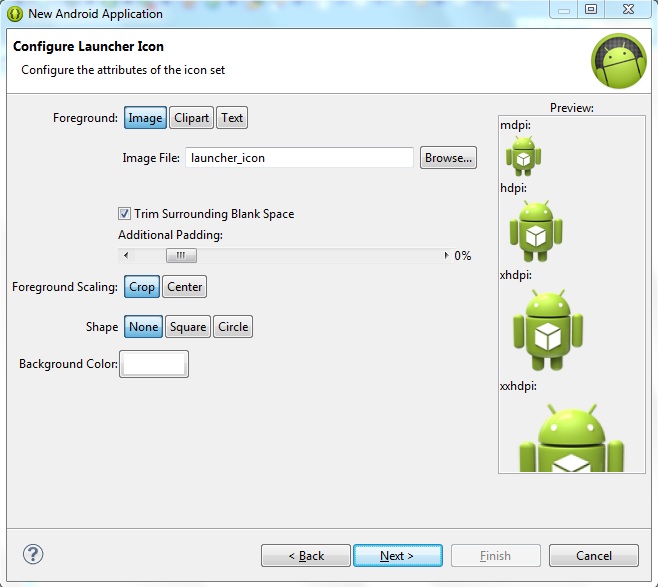 New Android Application
Configure Launcher Icon
Configure the attributes of the icon set
Foreground: Image Clipart Text
Image File: launcher_icon Browse...
Trim Surrounding Blank Space
Additional Padding:
0%
Foreground Scaling: Crop Center
Shape None Square Circle
Background Color:
Preview:
mdpi:
hdpi:
xhdpi:
xxhdpi:
? < Back Next > Finish Cancel